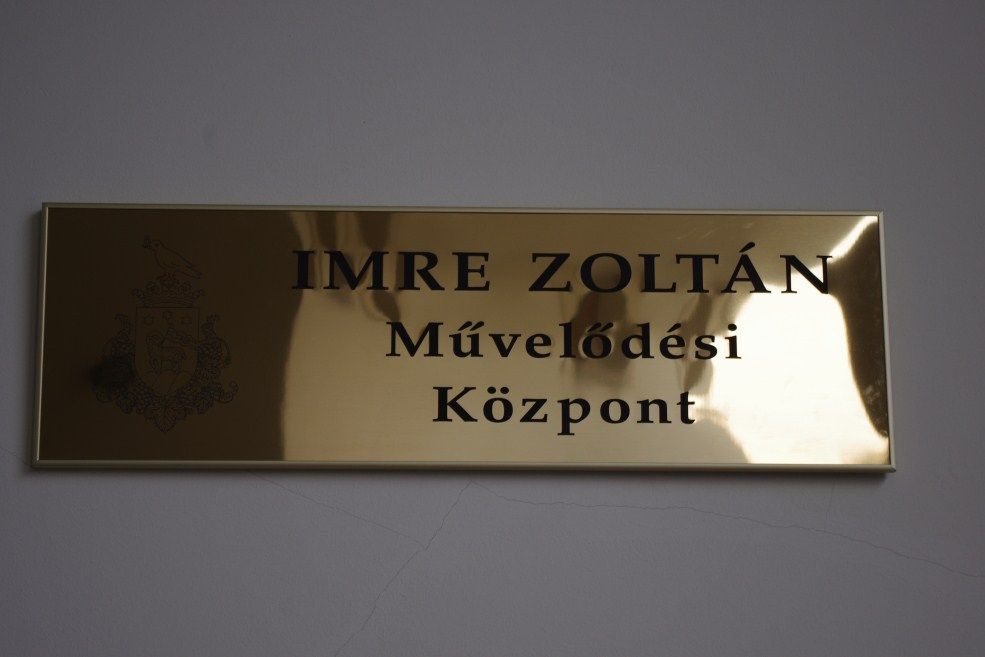 IMRE ZOLTÁN
Művelődési
Központ